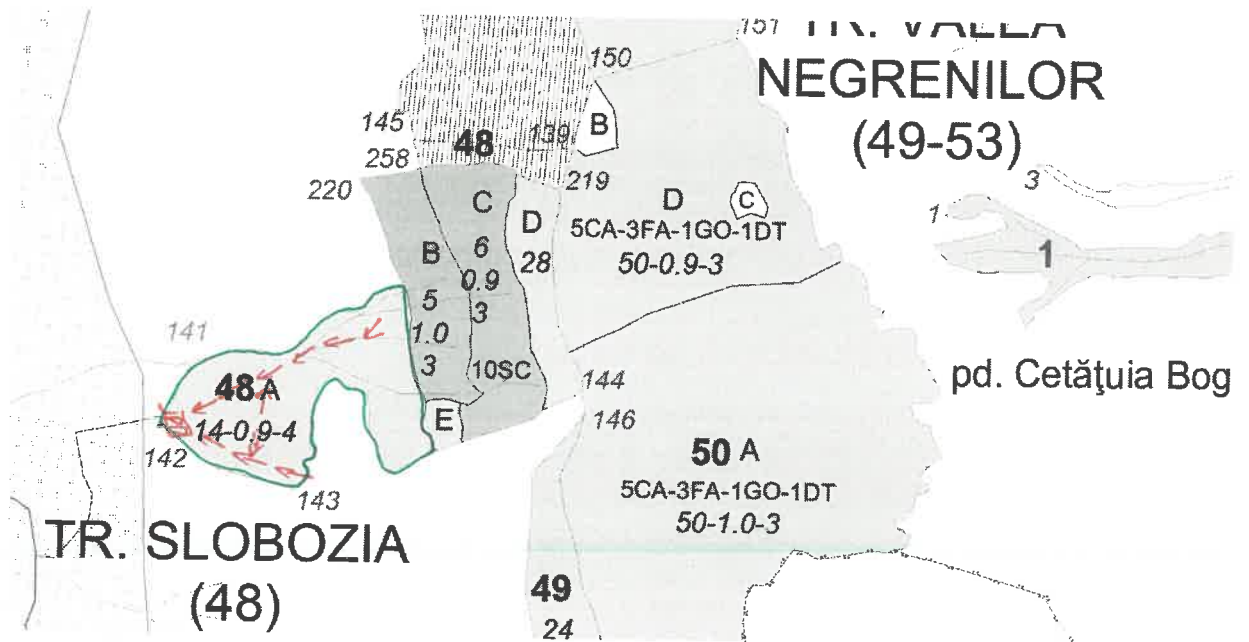 151
TR. VALEA
NEGRENILOR
(49-53)
150
B
145
139
48
258
219
220
3
C
D
D
C
1
5CA-3FA-1GO-1DT
B
6
28
50-0.9-3
1
0.9
5
3
141
1.0
3
10SC
144
pd. Cetăţuia Bog
48 A
14-0.9-4
E
146
142
50 A
143
5CA-3FA-1GO-1DT
50-1.0-3
TR. SLOBOZIA
(48)
49
24